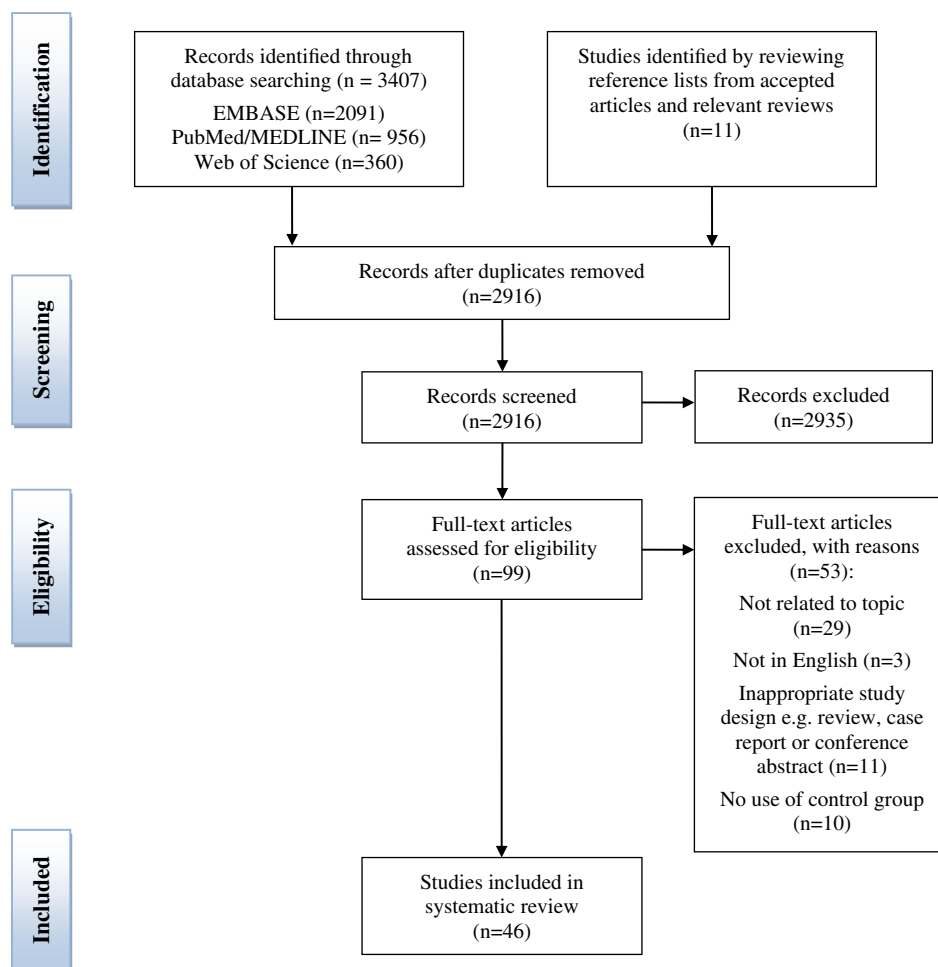 Identification
Records identified through
database searching (n = 3407)
EMBASE (n=2091)
PubMed/MEDLINE (n= 956)
Web of Science (n=360)
Studies identified by reviewing
reference lists from accepted
articles and relevant reviews
(n=11)
Records after duplicates removed
(n=2916)
Screening
Records screened
(n=2916)
Records excluded
(n=2935)
Eligibility
Full-text articles
assessed for eligibility
(n=99)
Full-text articles
excluded, with reasons
(n=53):
Not related to topic
(n=29)
Not in English (n=3)
Inappropriate study
design e.g. review, case
report or conference
abstract (n=11)
No use of control group
(n=10)
Included
Studies included in
systematic review
(n=46)